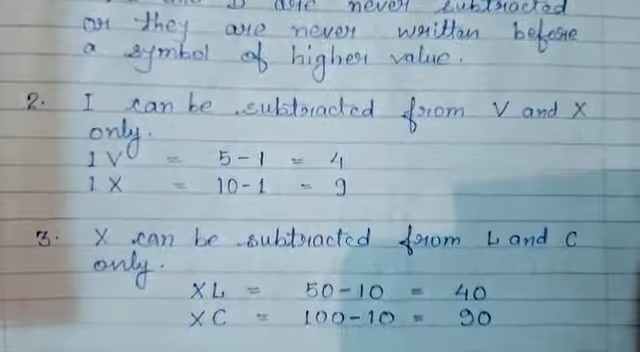 never subtracted
or they are never written before
a symbol of higher value.
2. I can be subtracted from V and X
only.
IV = 5-1 = 4
IX = 10-1 = 9
3. X can be subtracted from L and C
only.
XL = 50-10 = 40
XC = 100-10 = 90